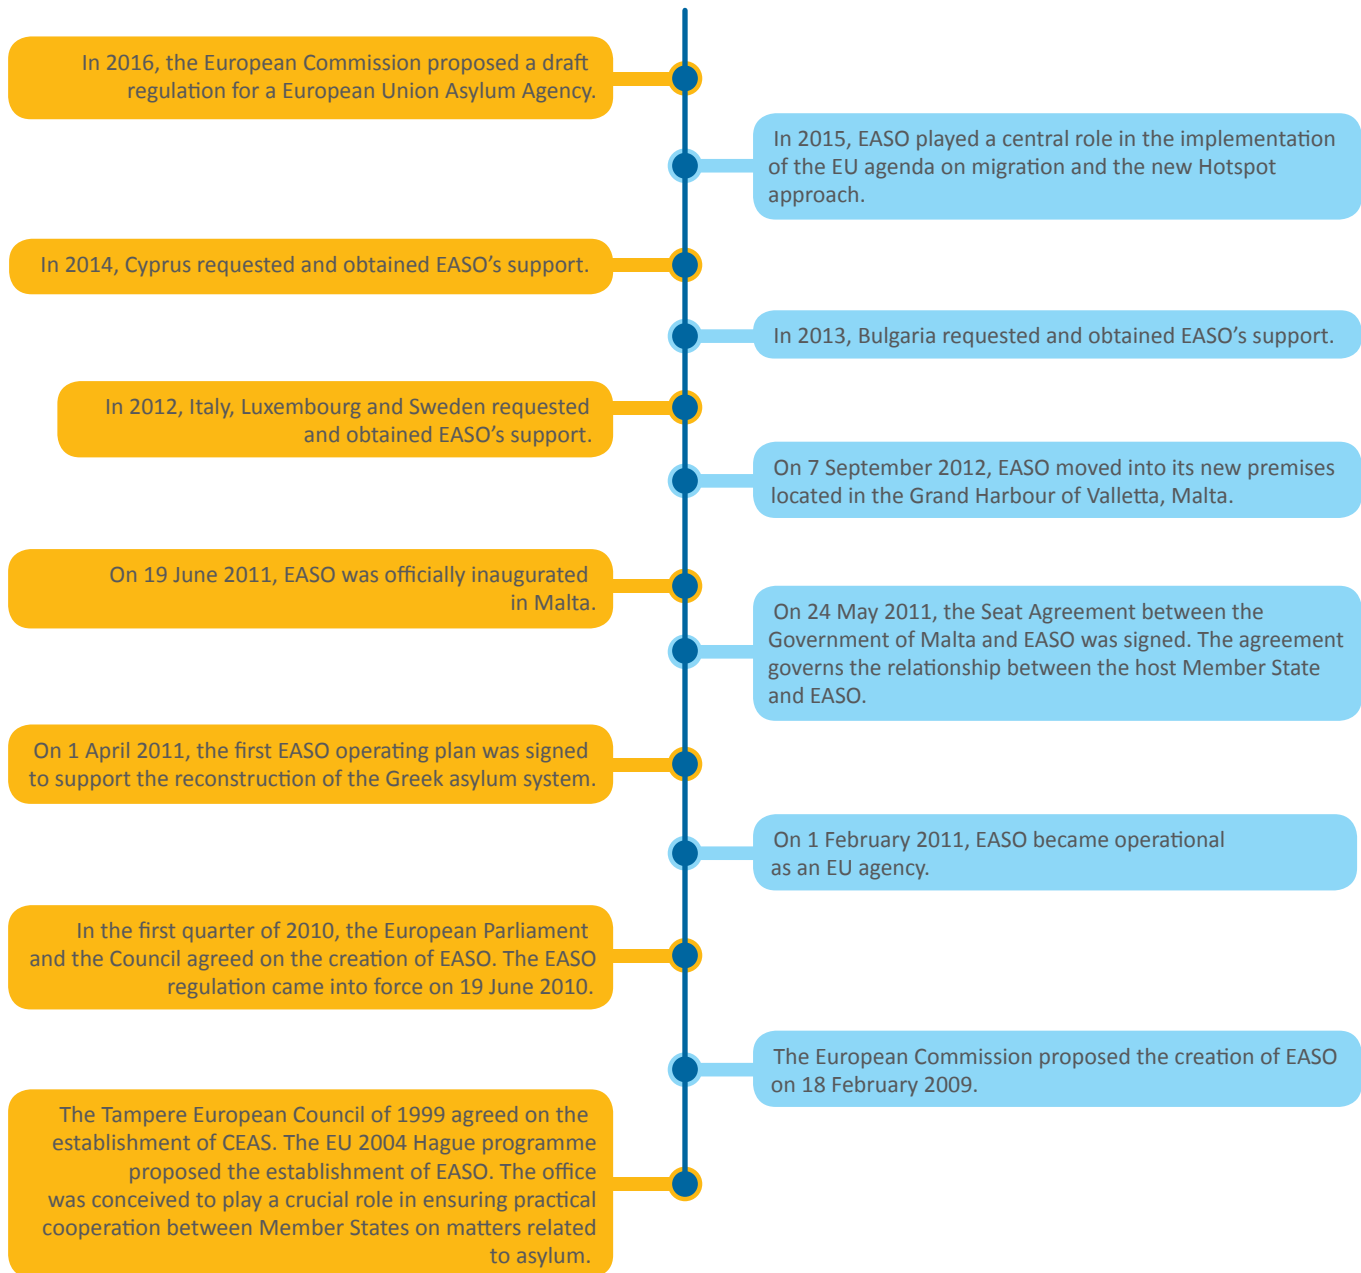 In 2016, the European Commission proposed a draft
regulation for a European Union Asylum Agency.
In 2015, EASO played a central role in the implementation
of the EU agenda on migration and the new Hotspot
approach.
In 2014, Cyprus requested and obtained EASO’s support.
In 2013, Bulgaria requested and obtained EASO’s support.
In 2012, Italy, Luxembourg and Sweden requested
and obtained EASO’s support.
On 7 September 2012, EASO moved into its new premises
located in the Grand Harbour of Valletta, Malta.
On 19 June 2011, EASO was officially inaugurated
in Malta.
On 24 May 2011, the Seat Agreement between the
Government of Malta and EASO was signed. The agreement
governs the relationship between the host Member State
and EASO.
On 1 April 2011, the first EASO operating plan was signed
to support the reconstruction of the Greek asylum system.
On 1 February 2011, EASO became operational
as an EU agency.
In the first quarter of 2010, the European Parliament
and the Council agreed on the creation of EASO. The EASO
regulation came into force on 19 June 2010.
The European Commission proposed the creation of EASO
on 18 February 2009.
The Tampere European Council of 1999 agreed on the
establishment of CEAS. The EU 2004 Hague programme
proposed the establishment of EASO. The office
was conceived to play a crucial role in ensuring practical
cooperation between Member States on matters related
to asylum.